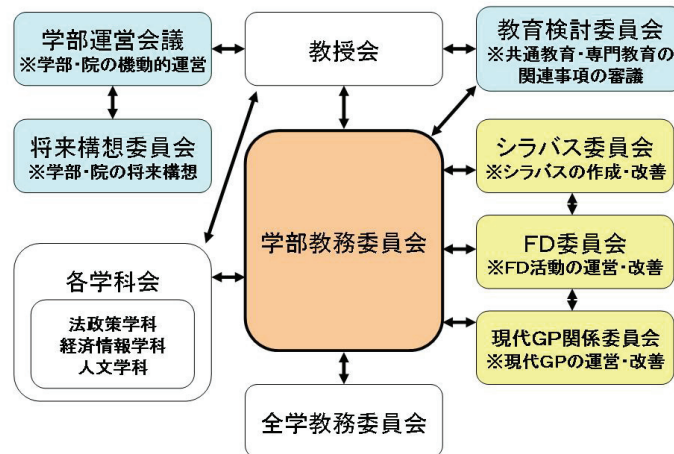 学部運営会議
※学部・院の機動的運営
教授会
教育検討委員会
※共通教育・専門教育の
関連事項の審議
将来構想委員会
※学部・院の将来構想
シラバス委員会
※シラバスの作成・改善
学部教務委員会
FD委員会
※FD活動の運営・改善
各学科会
法政策学科
経済情報学科
人文学科
現代GP関係委員会
※現代GPの運営・改善
全学教務委員会